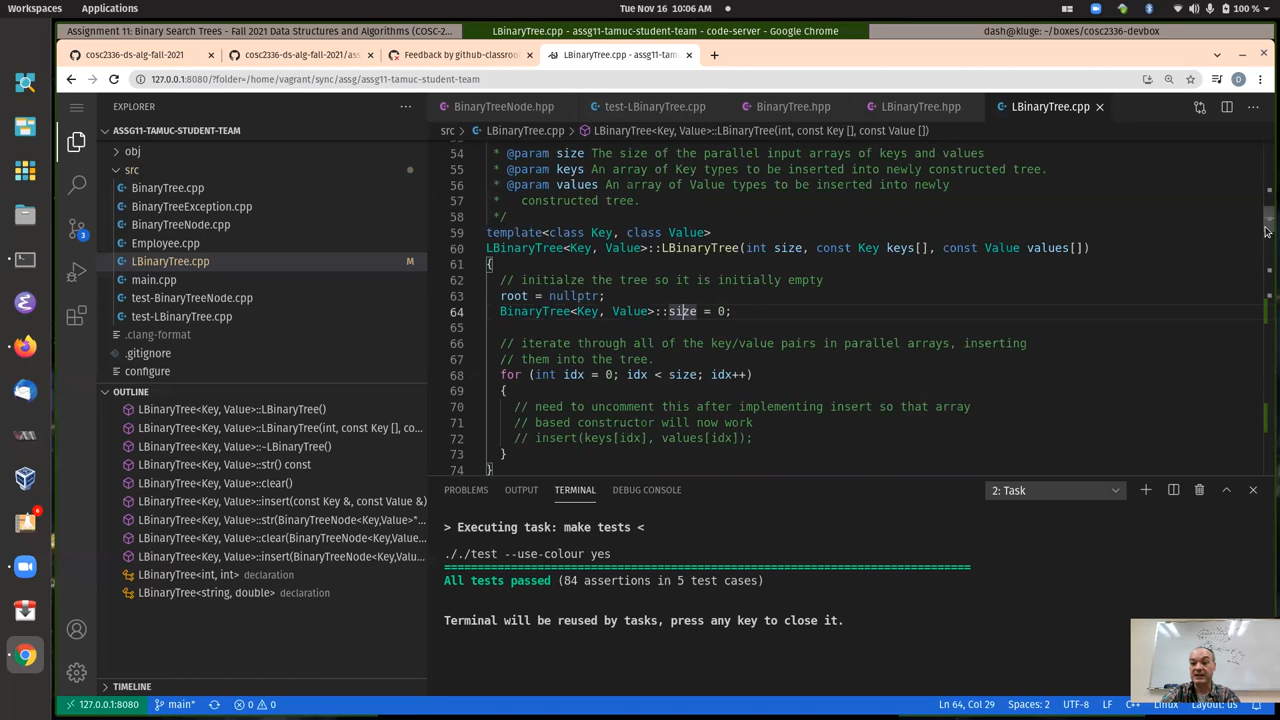 Workspaces Applications Tue Nov 16 10:06 AM 100 %
Assignment 11: Binary Search Trees - Fall 2021 Data Structures and Algorithms (COSC-2... LBinaryTree.cpp - assg11-tamuc-student-team - code-server - Google Chrome dash@kluge: ~/boxes/cosc2336-devbox
cosc2336-ds-alg-fall-2021 cosc2336-ds-alg-fall-2021/ass Feedback by github-classroo LBinaryTree.cpp - assg11-tam
127.0.0.1:8080/?folder=/home/vagrant/sync/assg/assg11-tamuc-student-team
EXPLORER
BinaryTreeNode.hpp test-LBinaryTree.cpp BinaryTree.hpp LBinaryTree.hpp LBinaryTree.cpp
ASSG11-TAMUC-STUDENT-TEAM
obj
src
BinaryTree.cpp
BinaryTreeException.cpp
BinaryTreeNode.cpp
Employee.cpp
LBinaryTree.cpp M
main.cpp
test-BinaryTreeNode.cpp
test-LBinaryTree.cpp
.clang-format
.gitignore
configure
3
6
OUTLINE
LBinaryTree<Key, Value>::LBinaryTree()
LBinaryTree<Key, Value>::LBinaryTree(int, const Key [], co...
LBinaryTree<Key, Value>::~LBinaryTree()
LBinaryTree<Key, Value>::str() const
LBinaryTree<Key, Value>::clear()
LBinaryTree<Key, Value>::insert(const Key &, const Value &)
LBinaryTree<Key, Value>::str(BinaryTreeNode<Key,Value>*...
LBinaryTree<Key, Value>::clear(BinaryTreeNode<Key,Value...
LBinaryTree<Key, Value>::insert(BinaryTreeNode<Key,Valu...
LBinaryTree<int, int> declaration
LBinaryTree<string, double> declaration
TIMELINE
src > LBinaryTree.cpp > LBinaryTree<Key, Value>::LBinaryTree(int, const Key [], const Value [])
54 * @param size The size of the parallel input arrays of keys and values
55 * @param keys An array of Key types to be inserted into newly constructed tree.
56 * @param values An array of Value types to be inserted into newly
57 * constructed tree.
58 */
59 template<class Key, class Value>
60 LBinaryTree<Key, Value>::LBinaryTree(int size, const Key keys[], const Value values[])
61 {
62 // initialze the tree so it is initially empty
63 root = nullptr;
64 BinaryTree<Key, Value>::size = 0;
65
66 // iterate through all of the key/value pairs in parallel arrays, inserting
67 // them into the tree.
68 for (int idx = 0; idx < size; idx++)
69 {
70 // need to uncomment this after implementing insert so that array
71 // based constructor will now work
72 // insert(keys[idx], values[idx]);
73 }
74 }
PROBLEMS OUTPUT TERMINAL DEBUG CONSOLE 2: Task
> Executing task: make tests <
././test --use-colour yes
===============================================================================
All tests passed (84 assertions in 5 test cases)
Terminal will be reused by tasks, press any key to close it.
127.0.0.1:8080 main* 0 0 Ln 64, Col 29 Spaces: 2 UTF-8 LF C++ Linux Layout: us